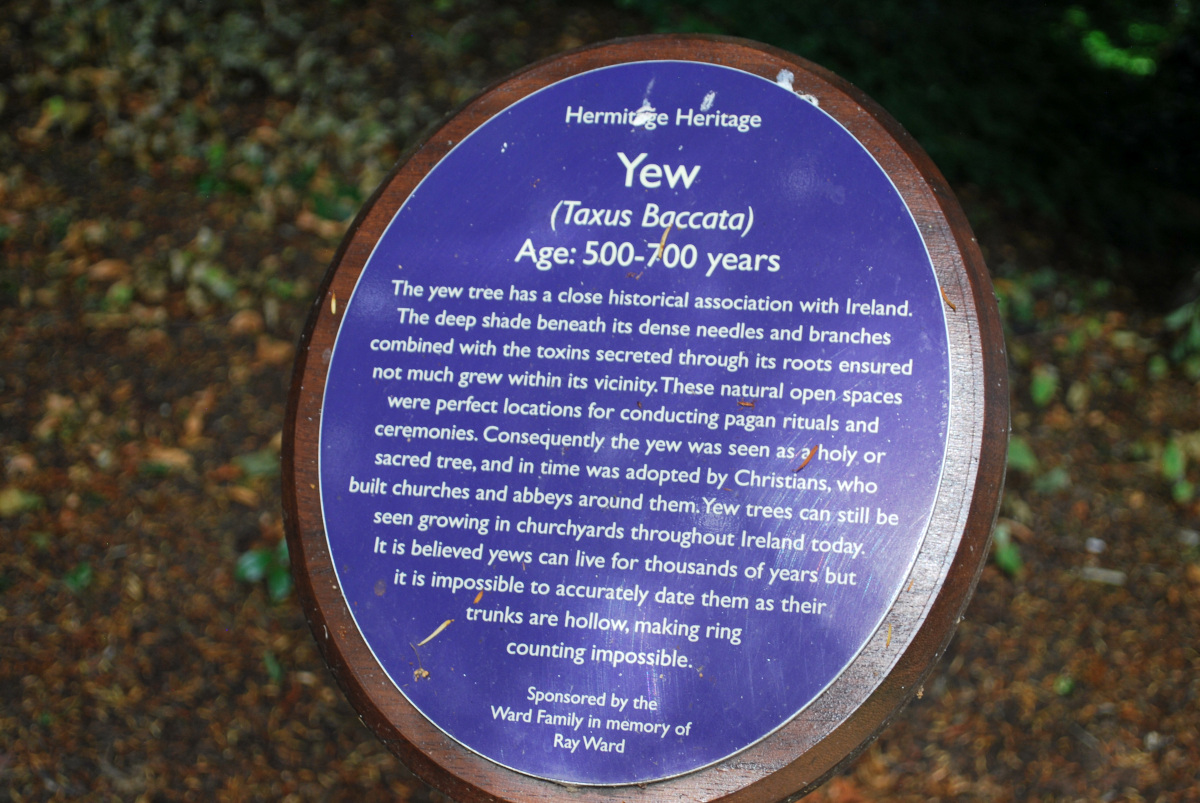 Hermitage Heritage
Yew
(Taxus Baccata)
Age: 500-700 years
The yew tree has a close historical association with Ireland.
The deep shade beneath its dense needles and branches
combined with the toxins secreted through its roots ensured
not much grew within its vicinity. These natural open spaces
were perfect locations for conducting pagan rituals and
ceremonies. Consequently the yew was seen as a holy or
sacred tree, and in time was adopted by Christians, who
built churches and abbeys around them. Yew trees can still be
seen growing in churchyards throughout Ireland today.
It is believed yews can live for thousands of years but
it is impossible to accurately date them as their
trunks are hollow, making ring
counting impossible.
Sponsored by the
Ward Family in memory of
Ray Ward